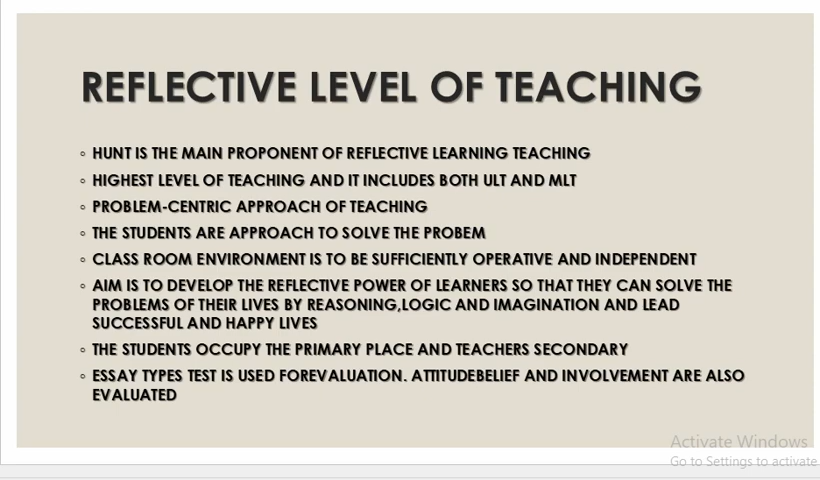 REFLECTIVE LEVEL OF TEACHING
◦ HUNT IS THE MAIN PROPONENT OF REFLECTIVE LEARNING TEACHING
◦ HIGHEST LEVEL OF TEACHING AND IT INCLUDES BOTH ULT AND MLT
◦ PROBLEM-CENTRIC APPROACH OF TEACHING
◦ THE STUDENTS ARE APPROACH TO SOLVE THE PROBEM
◦ CLASS ROOM ENVIRONMENT IS TO BE SUFFICIENTLY OPERATIVE AND INDEPENDENT
◦ AIM IS TO DEVELOP THE REFLECTIVE POWER OF LEARNERS SO THAT THEY CAN SOLVE THE
PROBLEMS OF THEIR LIVES BY REASONING,LOGIC AND IMAGINATION AND LEAD
SUCCESSFUL AND HAPPY LIVES
◦ THE STUDENTS OCCUPY THE PRIMARY PLACE AND TEACHERS SECONDARY
◦ ESSAY TYPES TEST IS USED FOREVALUATION. ATTITUDEBELIEF AND INVOLVEMENT ARE ALSO
EVALUATED
Activate Windows
Go to Settings to activate